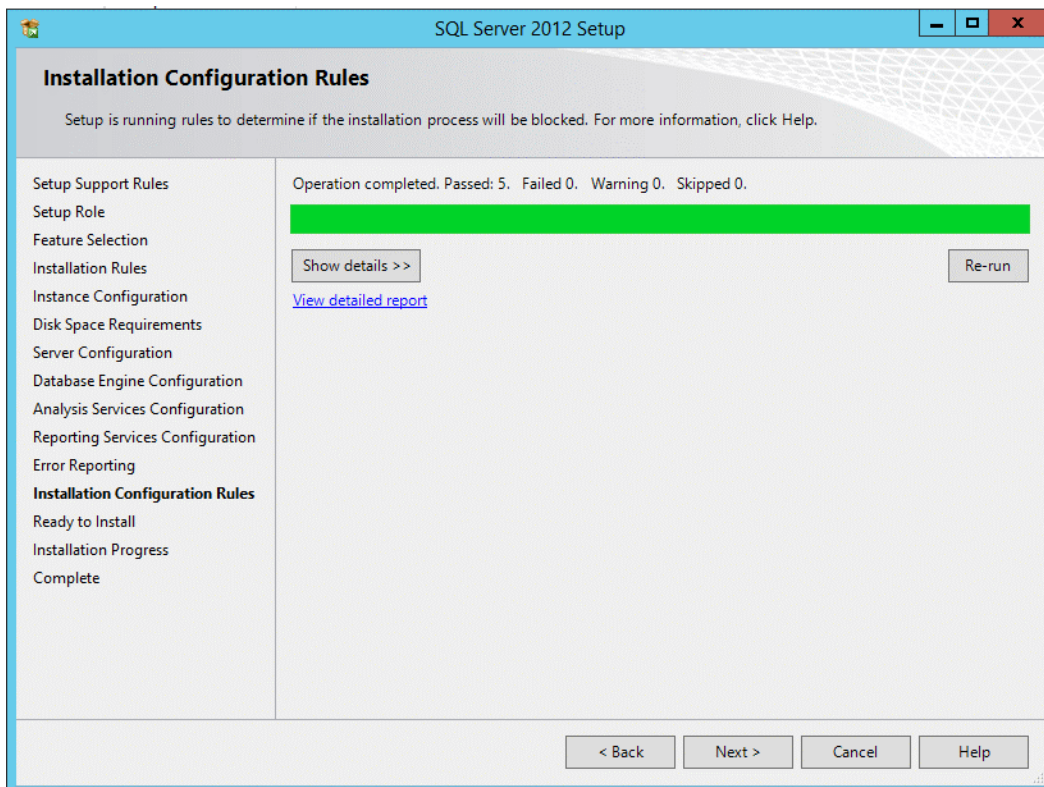 SQL Server 2012 Setup
Installation Configuration Rules
Setup is running rules to determine if the installation process will be blocked. For more information, click Help.
Setup Support Rules
Setup Role
Feature Selection
Installation Rules
Instance Configuration
Disk Space Requirements
Server Configuration
Database Engine Configuration
Analysis Services Configuration
Reporting Services Configuration
Error Reporting
Installation Configuration Rules
Ready to Install
Installation Progress
Complete
Operation completed. Passed: 5. Failed 0. Warning 0. Skipped 0.
Show details >>
Re-run
View detailed report
< Back
Next >
Cancel
Help